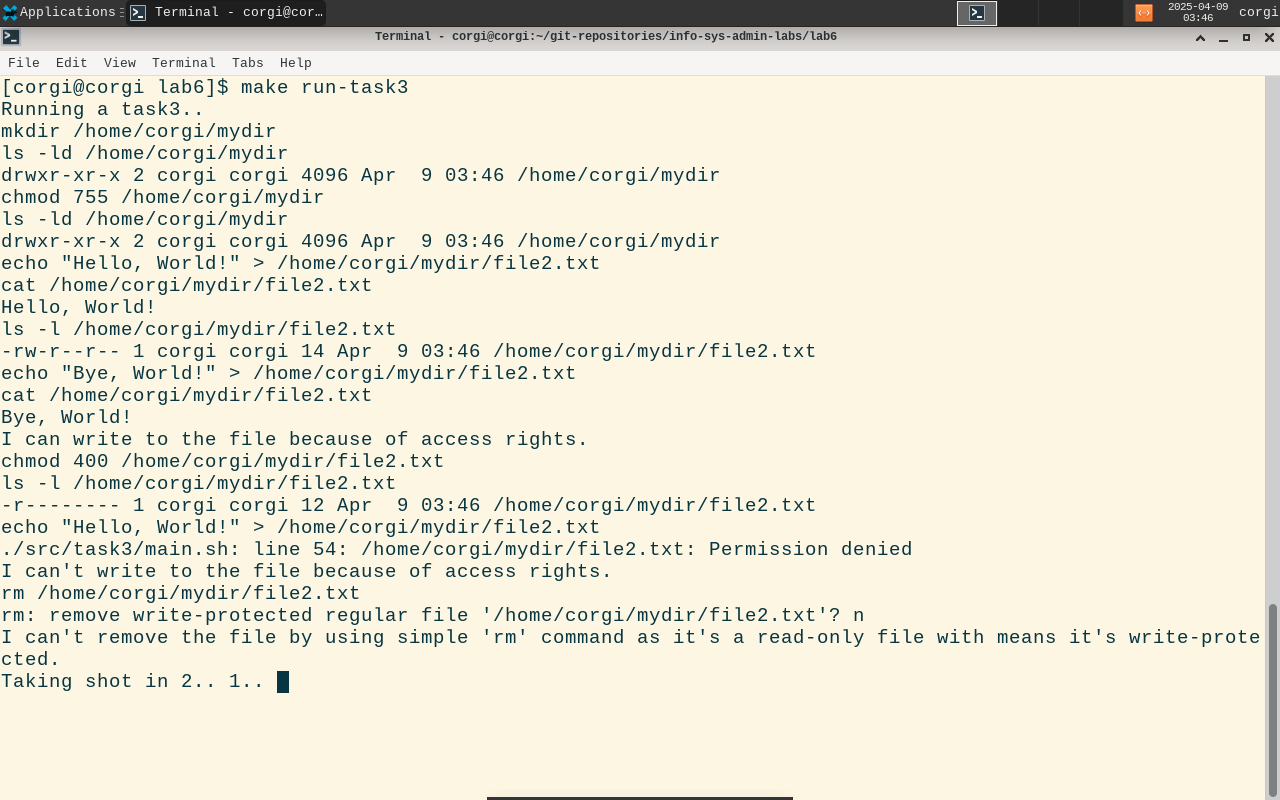 Applications
Terminal - corgi@cor...
2025-04-09
03:46
corgi
Terminal - corgi@corgi:~/git-repositories/info-sys-admin-labs/lab6
File Edit View Terminal Tabs Help
[corgi@corgi lab6]$ make run-task3
Running a task3..
mkdir /home/corgi/mydir
ls -ld /home/corgi/mydir
drwxr-xr-x 2 corgi corgi 4096 Apr  9 03:46 /home/corgi/mydir
chmod 755 /home/corgi/mydir
ls -ld /home/corgi/mydir
drwxr-xr-x 2 corgi corgi 4096 Apr  9 03:46 /home/corgi/mydir
echo "Hello, World!" > /home/corgi/mydir/file2.txt
cat /home/corgi/mydir/file2.txt
Hello, World!
ls -l /home/corgi/mydir/file2.txt
-rw-r--r-- 1 corgi corgi 14 Apr  9 03:46 /home/corgi/mydir/file2.txt
echo "Bye, World!" > /home/corgi/mydir/file2.txt
cat /home/corgi/mydir/file2.txt
Bye, World!
I can write to the file because of access rights.
chmod 400 /home/corgi/mydir/file2.txt
ls -l /home/corgi/mydir/file2.txt
-r-------- 1 corgi corgi 12 Apr  9 03:46 /home/corgi/mydir/file2.txt
echo "Hello, World!" > /home/corgi/mydir/file2.txt
./src/task3/main.sh: line 54: /home/corgi/mydir/file2.txt: Permission denied
I can't write to the file because of access rights.
rm /home/corgi/mydir/file2.txt
rm: remove write-protected regular file '/home/corgi/mydir/file2.txt'? n
I can't remove the file by using simple 'rm' command as it's a read-only file with means it's write-prote
cted.
Taking shot in 2.. 1..